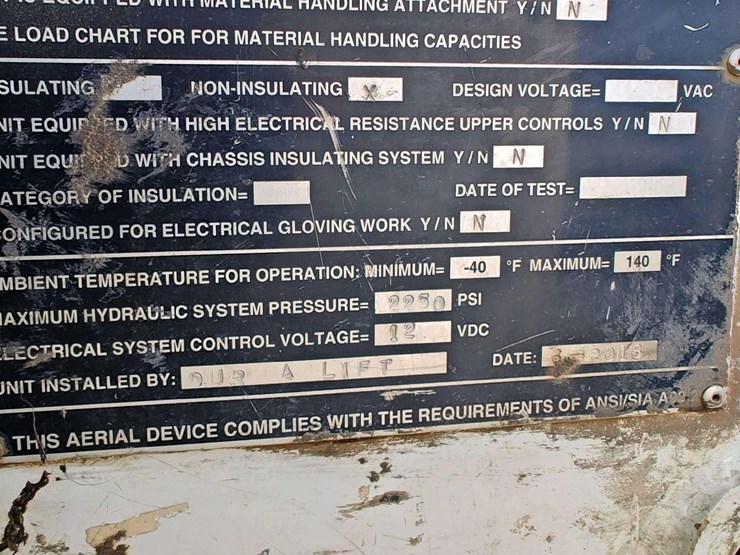 IS EQUIPPED WITH MATERIAL HANDLING ATTACHMENT Y / N N
E LOAD CHART FOR FOR MATERIAL HANDLING CAPACITIES
SULATING NON-INSULATING X DESIGN VOLTAGE= VAC
NIT EQUIPPED WITH HIGH ELECTRICAL RESISTANCE UPPER CONTROLS Y / N N
NIT EQUIPPED WITH CHASSIS INSULATING SYSTEM Y / N N
ATEGORY OF INSULATION= DATE OF TEST=
ONFIGURED FOR ELECTRICAL GLOVING WORK Y / N N
MBIENT TEMPERATURE FOR OPERATION: MINIMUM= -40 °F MAXIMUM= 140 °F
MAXIMUM HYDRAULIC SYSTEM PRESSURE= 2250 PSI
ELECTRICAL SYSTEM CONTROL VOLTAGE= 12 VDC
UNIT INSTALLED BY: DUR A LIFT DATE: 2016
THIS AERIAL DEVICE COMPLIES WITH THE REQUIREMENTS OF ANSI/SIA